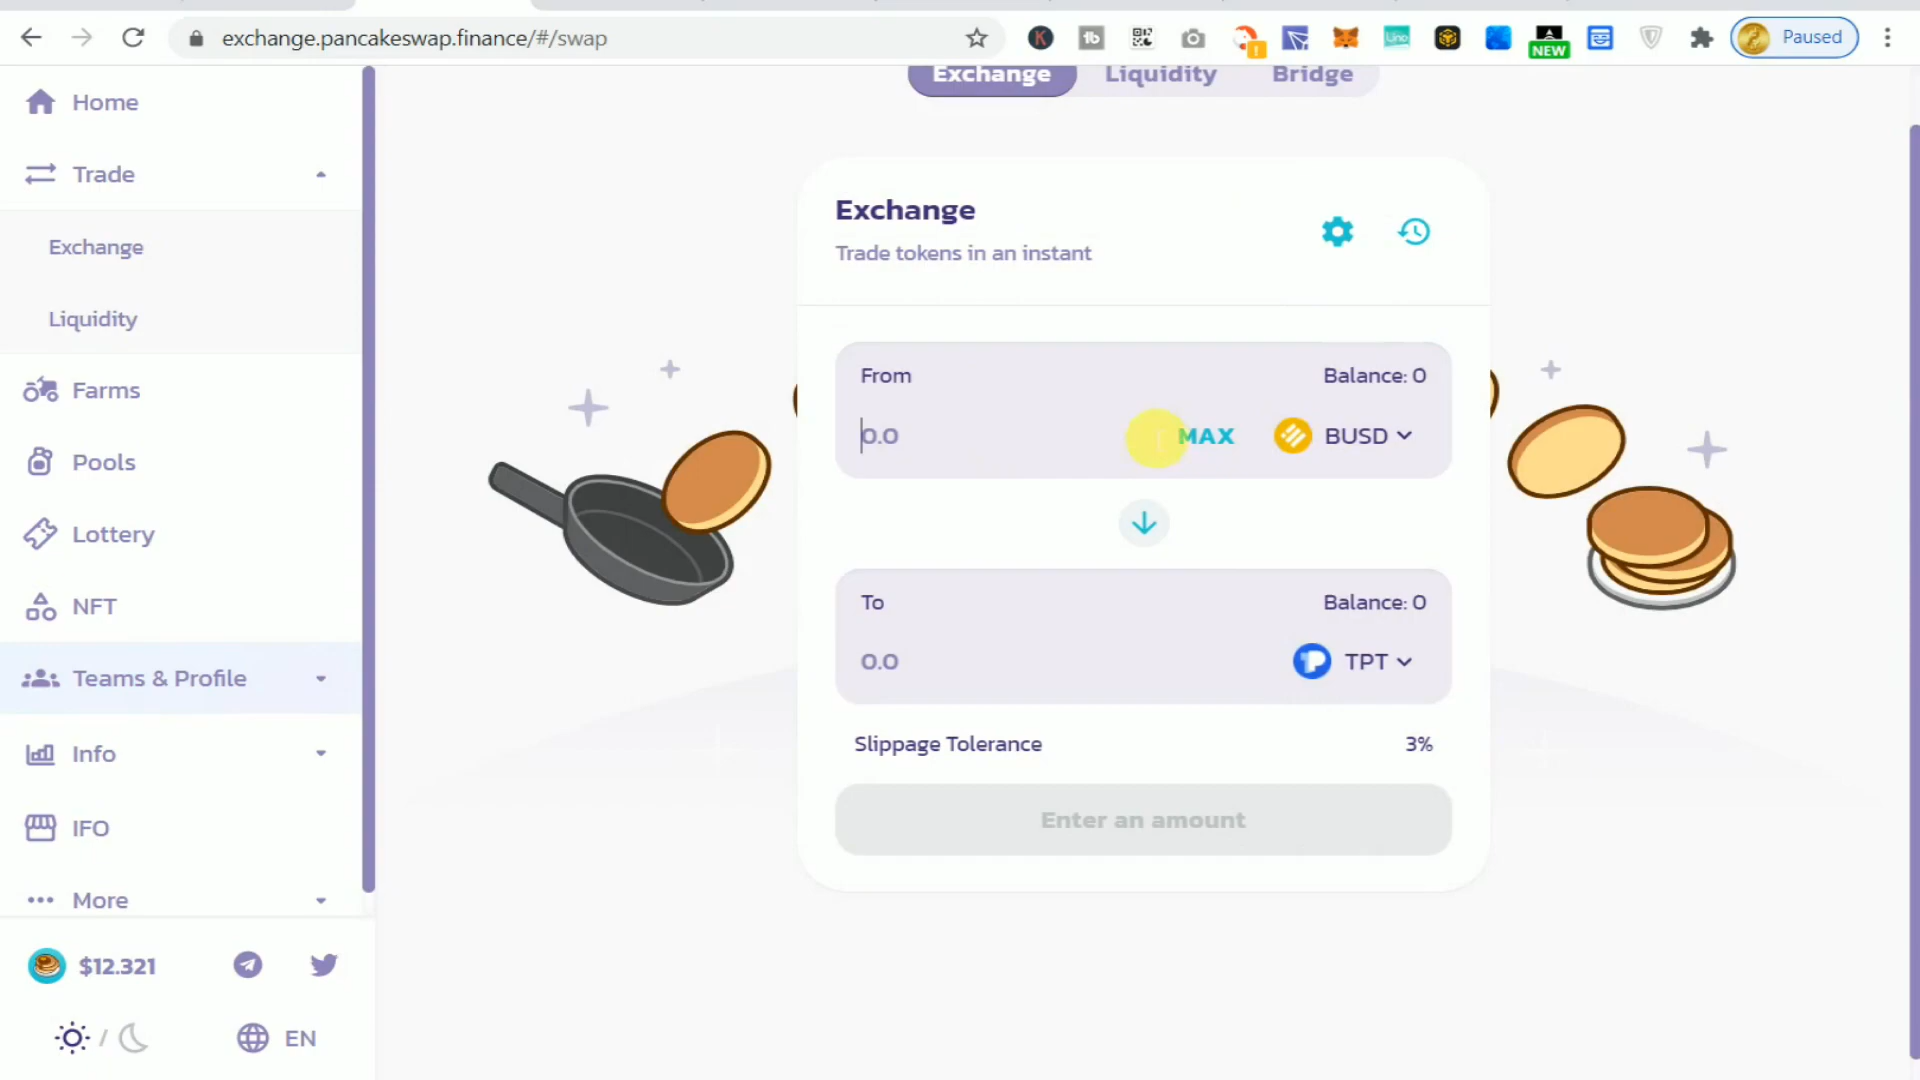 exchange.pancakeswap.finance/#/swap
K
tb
Uno
NEW
Paused
Home
Trade
Exchange
Liquidity
Farms
Pools
Lottery
NFT
Teams & Profile
Info
IFO
More
$12.321
/
EN
Exchange
Liquidity
Bridge
Exchange
Trade tokens in an instant
From
Balance: 0
0.0
MAX
BUSD
To
Balance: 0
0.0
TPT
Slippage Tolerance
3%
Enter an amount